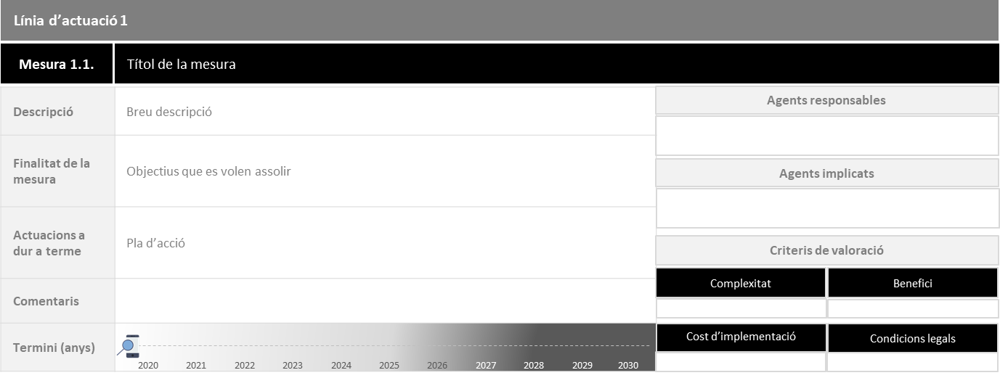 Línia d’actuació 1
Mesura 1.1.
Títol de la mesura
Descripció
Breu descripció
Finalitat de la
mesura
Objectius que es volen assolir
Actuacions a
dur a terme
Pla d’acció
Comentaris
Termini (anys)
2020 2021 2022 2023 2024 2025 2026 2027 2028 2029 2030
Agents responsables
Agents implicats
Criteris de valoració
Complexitat
Benefici
Cost d’implementació
Condicions legals